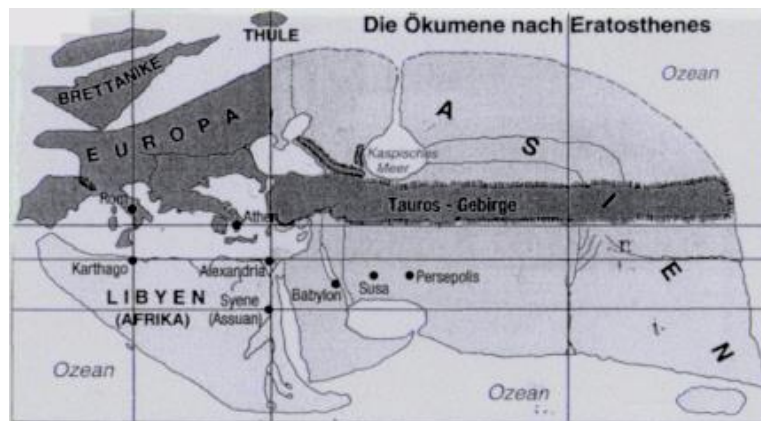 Die Ökumene nach Eratosthenes
THULE
BRETTANIKE
Ozean
EUROPA
ASIEN
Kaspisches
Meer
Tauros - Gebirge
Rom
Athen
Karthago
Alexandria
Babylon
Susa
Persepolis
LIBYEN
(AFRIKA)
Syene
(Assuan)
Ozean
Ozean